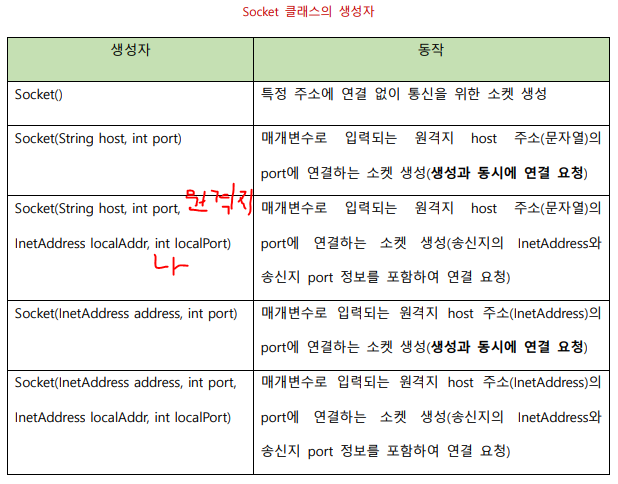 Socket 클래스의 생성자
생성자
동작
Socket()
특정 주소에 연결 없이 통신을 위한 소켓 생성
Socket(String host, int port)
매개변수로 입력되는 원격지 host 주소(문자열)의
port에 연결하는 소켓 생성(생성과 동시에 연결 요청)
Socket(String host, int port, 원격지
InetAddress localAddr, int localPort)
나
매개변수로 입력되는 원격지 host 주소(문자열)의
port에 연결하는 소켓 생성(송신지의 InetAddress와
송신지 port 정보를 포함하여 연결 요청)
Socket(InetAddress address, int port)
매개변수로 입력되는 원격지 host 주소(InetAddress)의
port에 연결하는 소켓 생성(생성과 동시에 연결 요청)
Socket(InetAddress address, int port,
InetAddress localAddr, int localPort)
매개변수로 입력되는 원격지 host 주소(InetAddress)의
port에 연결하는 소켓 생성(송신지의 InetAddress와
송신지 port 정보를 포함하여 연결 요청)